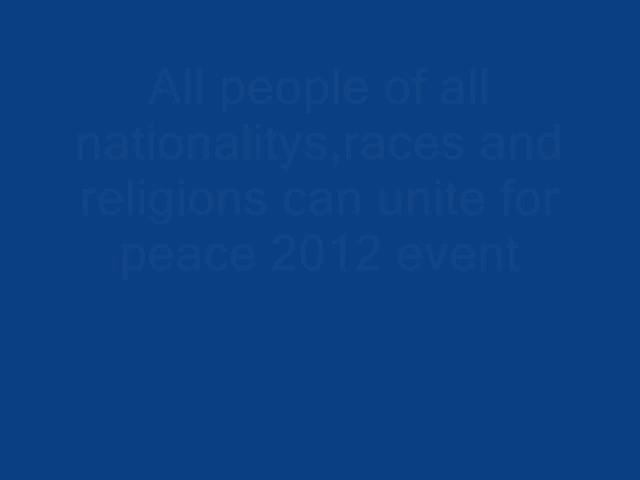 All people of all
nationalitys,races and
religions can unite for
peace 2012 event